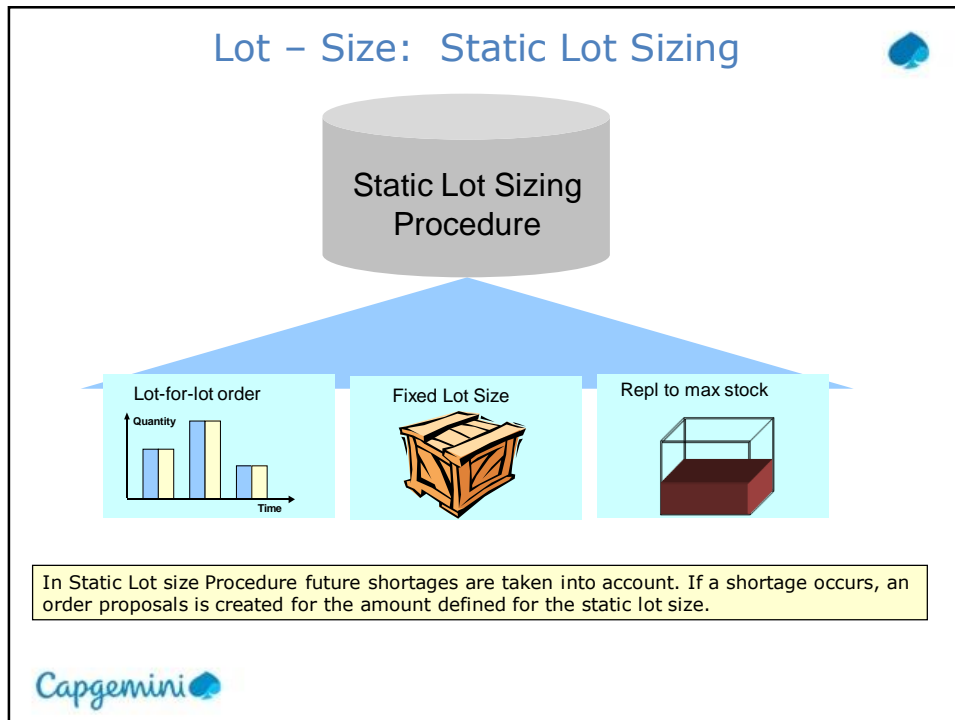 Lot – Size: Static Lot Sizing
Static Lot Sizing
Procedure
Lot-for-lot order
Quantity
Time
Fixed Lot Size
Repl to max stock
In Static Lot size Procedure future shortages are taken into account. If a shortage occurs, an
order proposals is created for the amount defined for the static lot size.
Capgemini